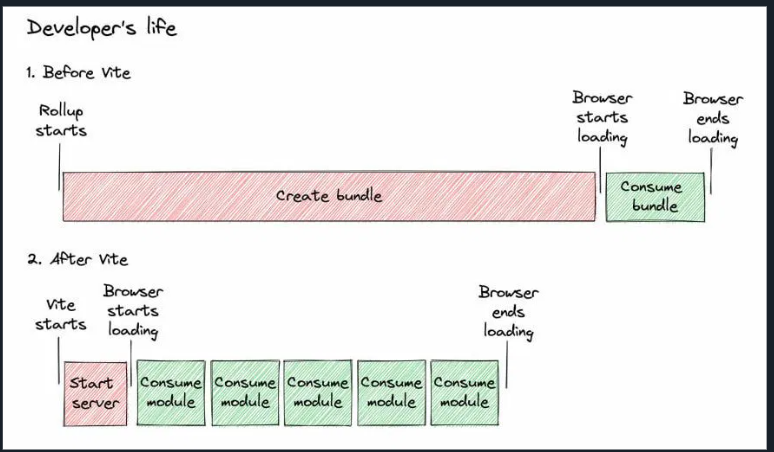 Developer's life
1. Before Vite
Rollup
starts
Browser
starts
loading
Browser
ends
loading
Create bundle
Consume
bundle
2. After Vite
Vite
starts
Browser
starts
loading
Browser
ends
loading
Start
server
Consume
module
Consume
module
Consume
module
Consume
module
Consume
module